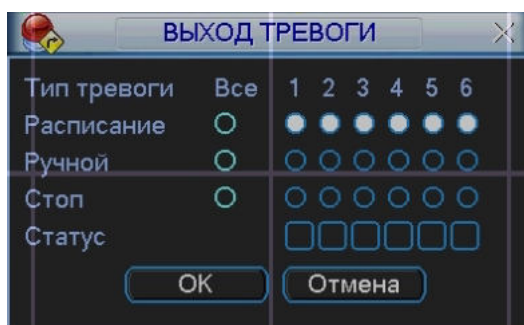 ВЫХОД ТРЕВОГИ
Тип тревоги Все 1 2 3 4 5 6
Расписание
Ручной
Стоп
Статус
OK Отмена